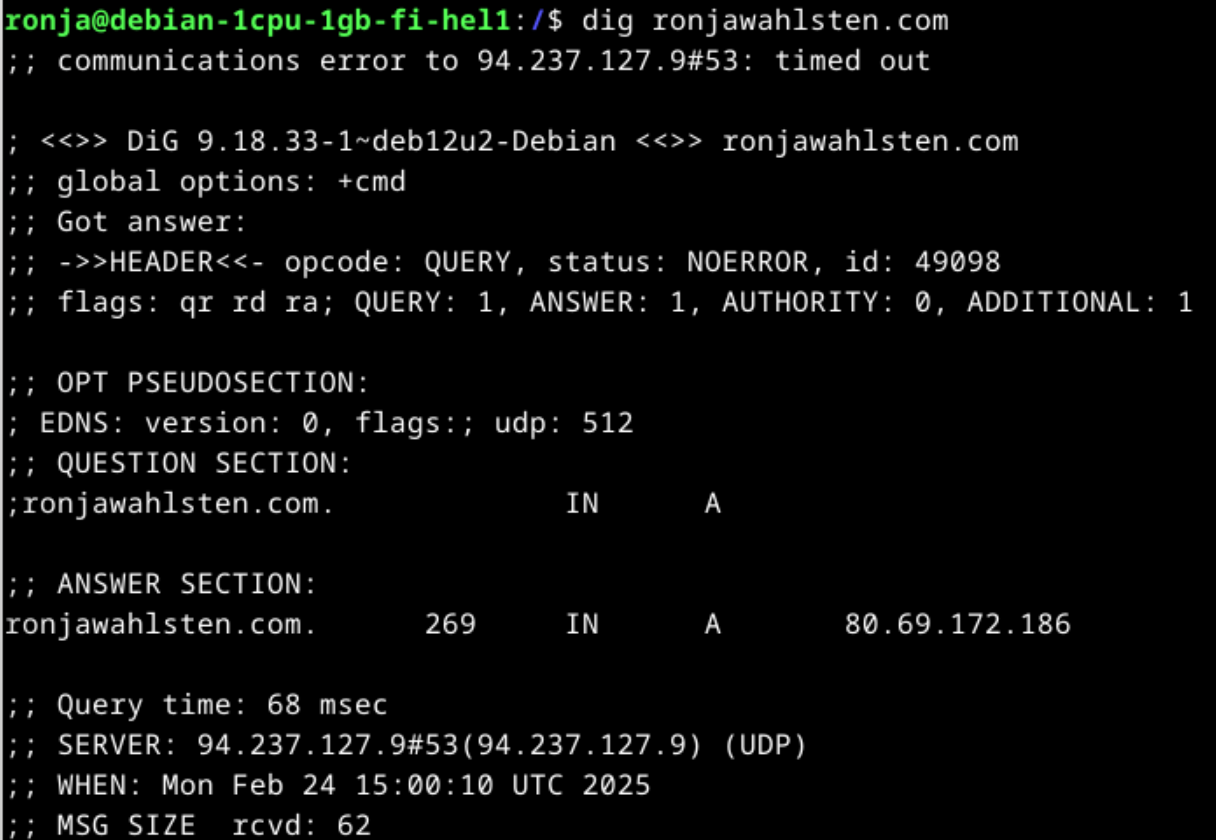 ronja@debian-1cpu-1gb-fi-hel1:/$ dig ronjawahlsten.com
;; communications error to 94.237.127.9#53: timed out
; <<>> DiG 9.18.33-1~deb12u2-Debian <<>> ronjawahlsten.com
;; global options: +cmd
;; Got answer:
;; ->>HEADER<<- opcode: QUERY, status: NOERROR, id: 49098
;; flags: qr rd ra; QUERY: 1, ANSWER: 1, AUTHORITY: 0, ADDITIONAL: 1
;; OPT PSEUDOSECTION:
; EDNS: version: 0, flags:; udp: 512
;; QUESTION SECTION:
;ronjawahlsten.com. IN A
;; ANSWER SECTION:
ronjawahlsten.com. 269 IN A 80.69.172.186
;; Query time: 68 msec
;; SERVER: 94.237.127.9#53(94.237.127.9) (UDP)
;; WHEN: Mon Feb 24 15:00:10 UTC 2025
;; MSG SIZE  rcvd: 62